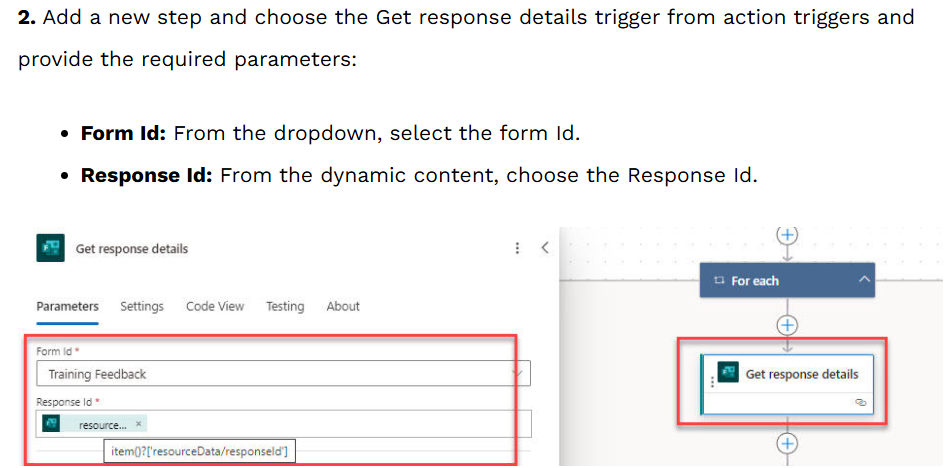 2. Add a new step and choose the Get response details trigger from action triggers and
provide the required parameters:
• Form Id: From the dropdown, select the form Id.
• Response Id: From the dynamic content, choose the Response Id.
Get response details
Parameters Settings Code View Testing About
Form Id *
Training Feedback
Response Id *
resource... ×
item()?['resourceData/responseId']
For each
Get response details